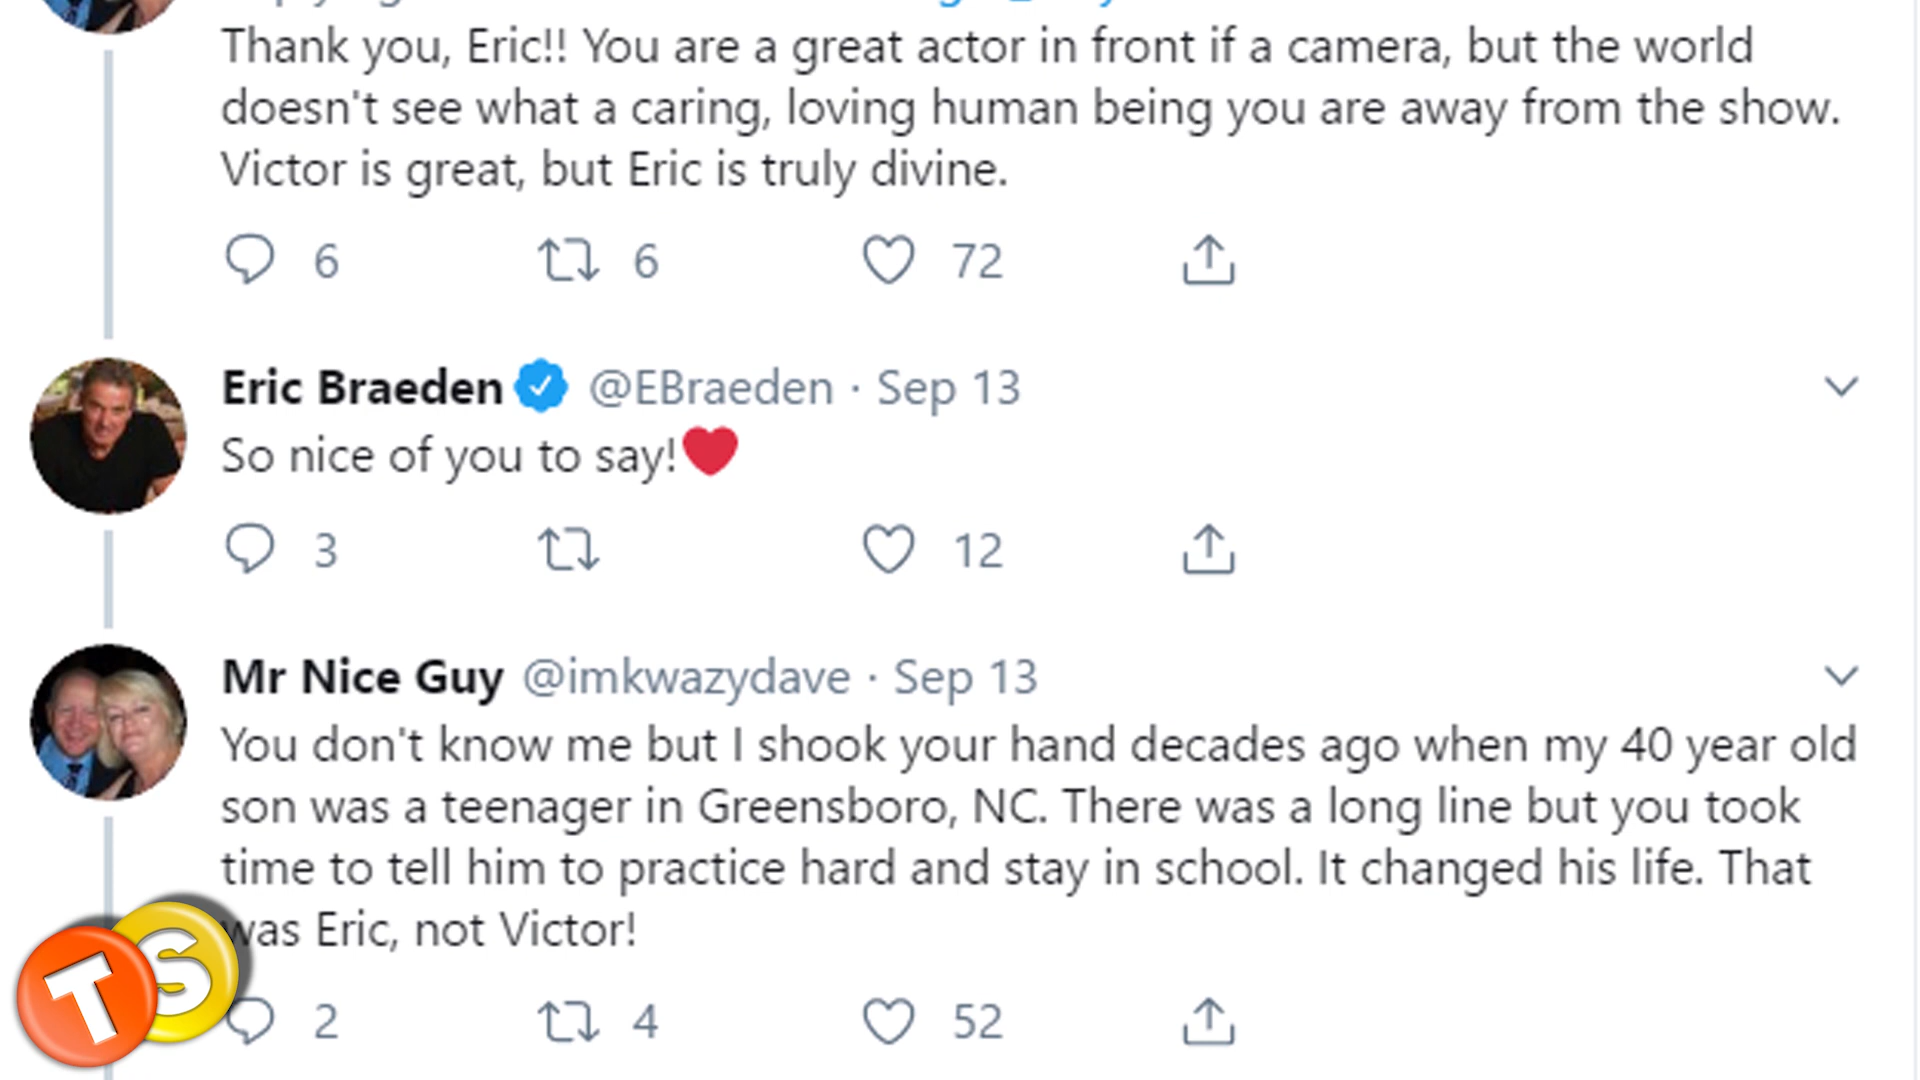 Thank you, Eric!! You are a great actor in front if a camera, but the world
doesn't see what a caring, loving human being you are away from the show.
Victor is great, but Eric is truly divine.
6 6 72
Eric Braeden @EBraeden · Sep 13
So nice of you to say!❤
3 12
Mr Nice Guy @imkwazydave · Sep 13
You don't know me but I shook your hand decades ago when my 40 year old
son was a teenager in Greensboro, NC. There was a long line but you took
time to tell him to practice hard and stay in school. It changed his life. That
was Eric, not Victor!
TS
2 4 52